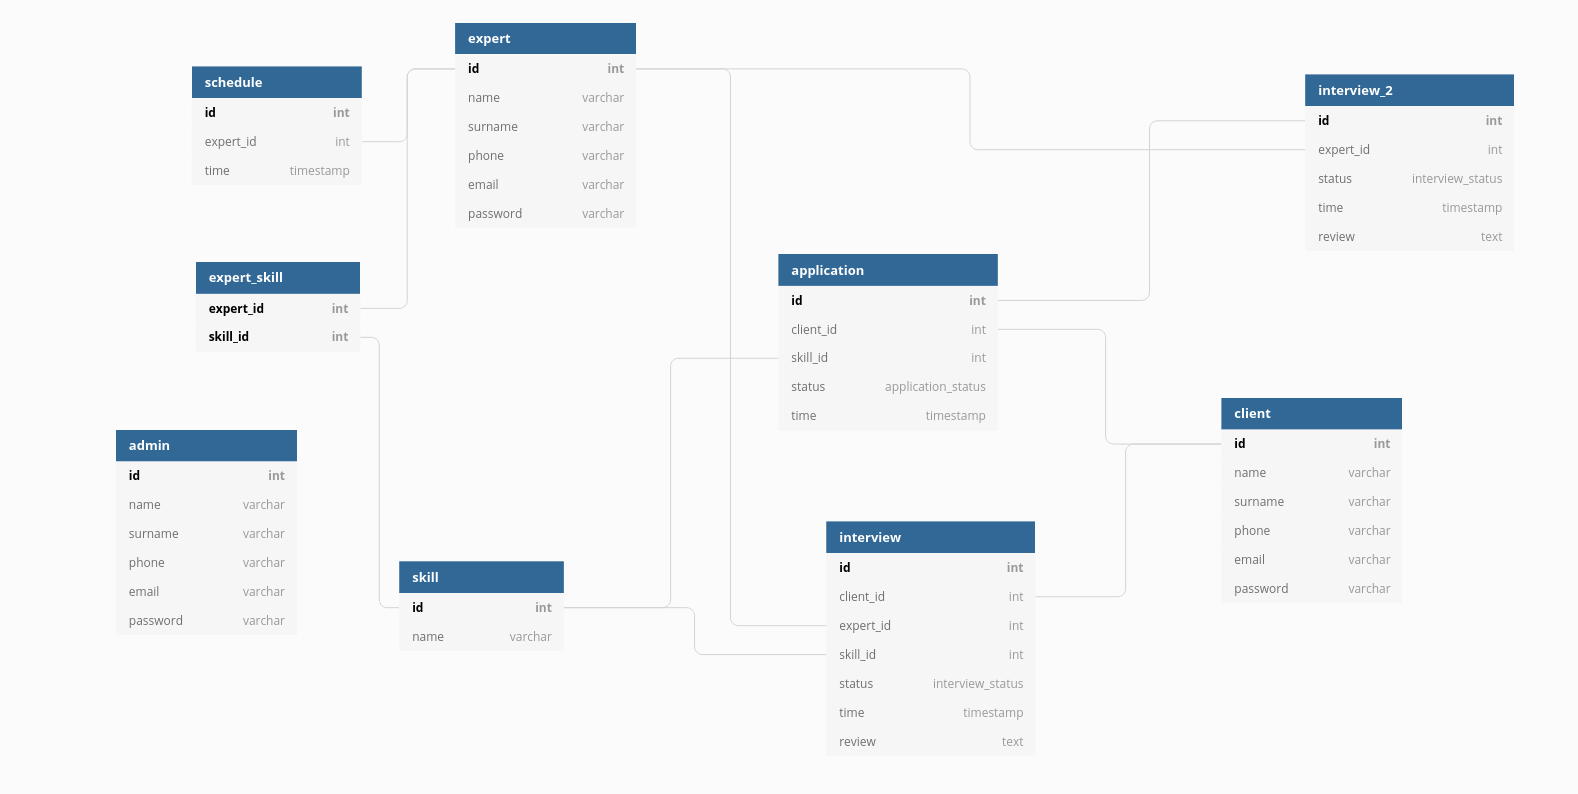 expert
id int
name varchar
surname varchar
phone varchar
email varchar
password varchar
schedule
id int
expert_id int
time timestamp
interview_2
id int
expert_id int
status interview_status
time timestamp
review text
expert_skill
expert_id int
skill_id int
application
id int
client_id int
skill_id int
status application_status
time timestamp
client
id int
name varchar
surname varchar
phone varchar
email varchar
password varchar
admin
id int
name varchar
surname varchar
phone varchar
email varchar
password varchar
interview
id int
client_id int
expert_id int
skill_id int
status interview_status
time timestamp
review text
skill
id int
name varchar